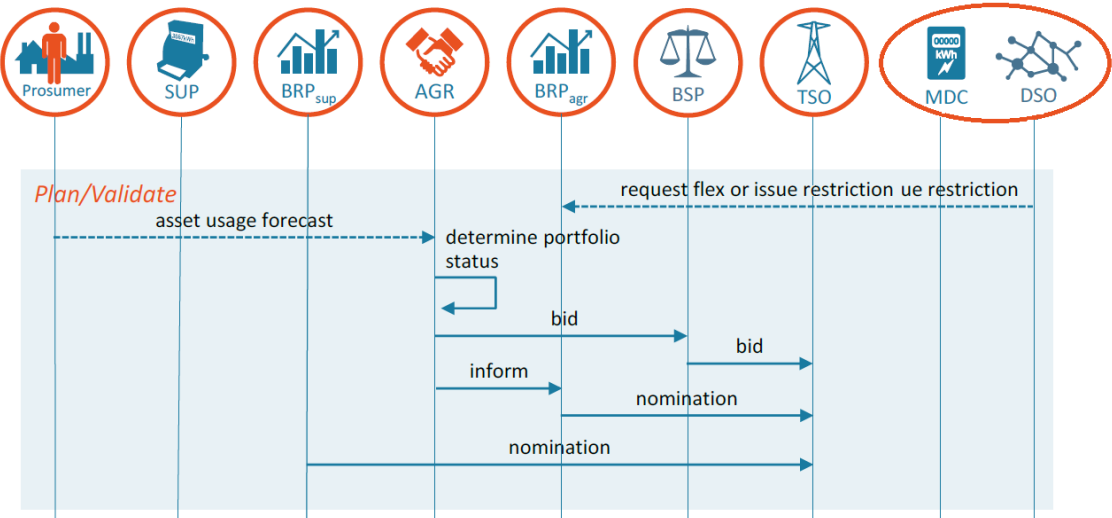 00000
kWh
Prosumer
SUP
BRPsup
AGR
BRPagr
BSP
TSO
MDC
DSO
Plan/Validate
request flex or issue restriction ue restriction
asset usage forecast
determine portfolio
status
bid
bid
inform
nomination
nomination